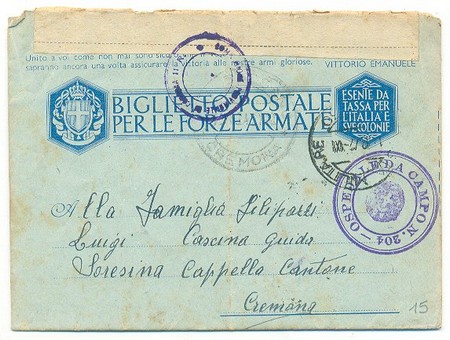 Unito a voi come non mai sono sicuro
sapranno ancora una volta assicurare vittoria alle nostre armi gloriose. VITTORIO EMANUELE
BIGLIETTO POSTALE
PER LE FORZE ARMATE
ESENTE DA
TASSA PER
L'ITALIA E
SUE COLONIE
CREMONA
OSPEDALE DA CAMPO N. 204
Alla Famiglia Filipazzi
Luigi Cascina Guida
Soresina Cappella Cantone
Cremona
15